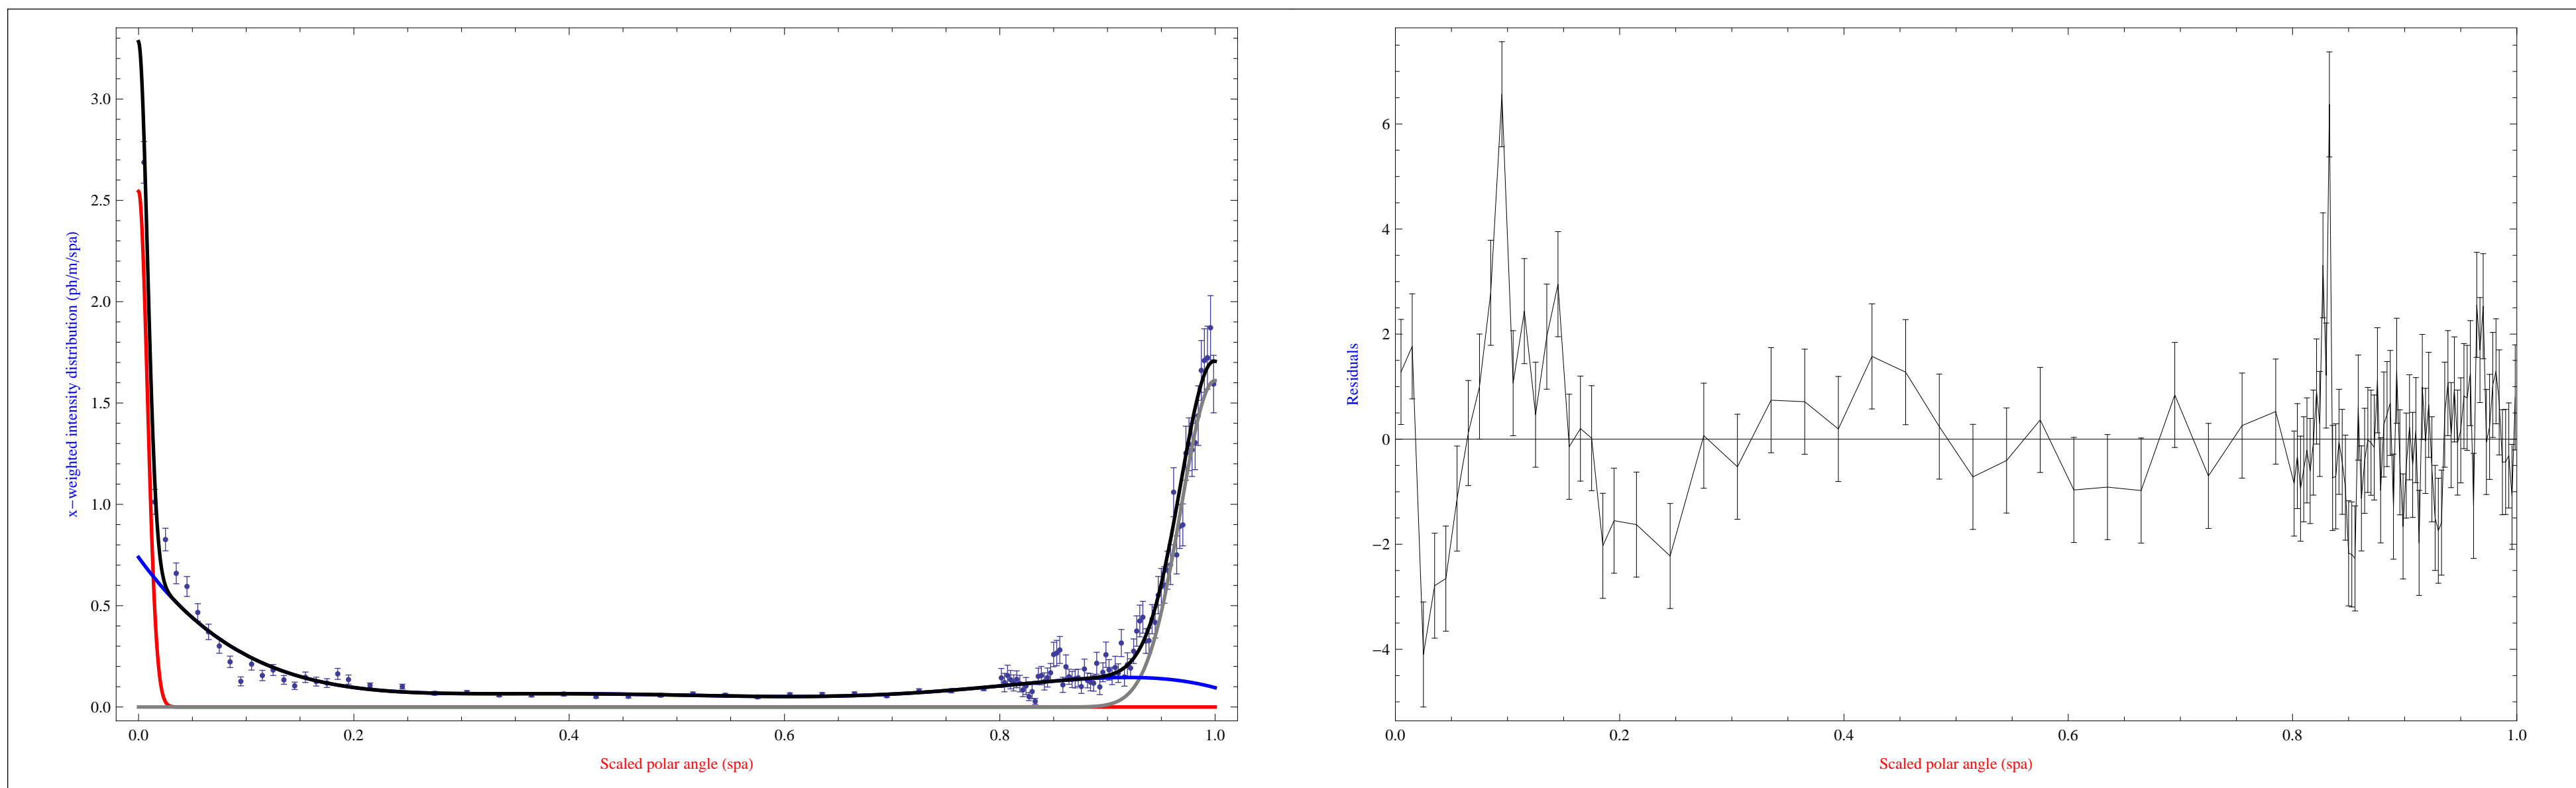 3.0
2.5
2.0
1.5
1.0
0.5
0.0
x-weighted intensity distribution (ph/m/spa)
0.0 0.2 0.4 0.6 0.8 1.0
Scaled polar angle (spa)
6
4
2
0
−2
−4
Residuals
0.0 0.2 0.4 0.6 0.8 1.0
Scaled polar angle (spa)